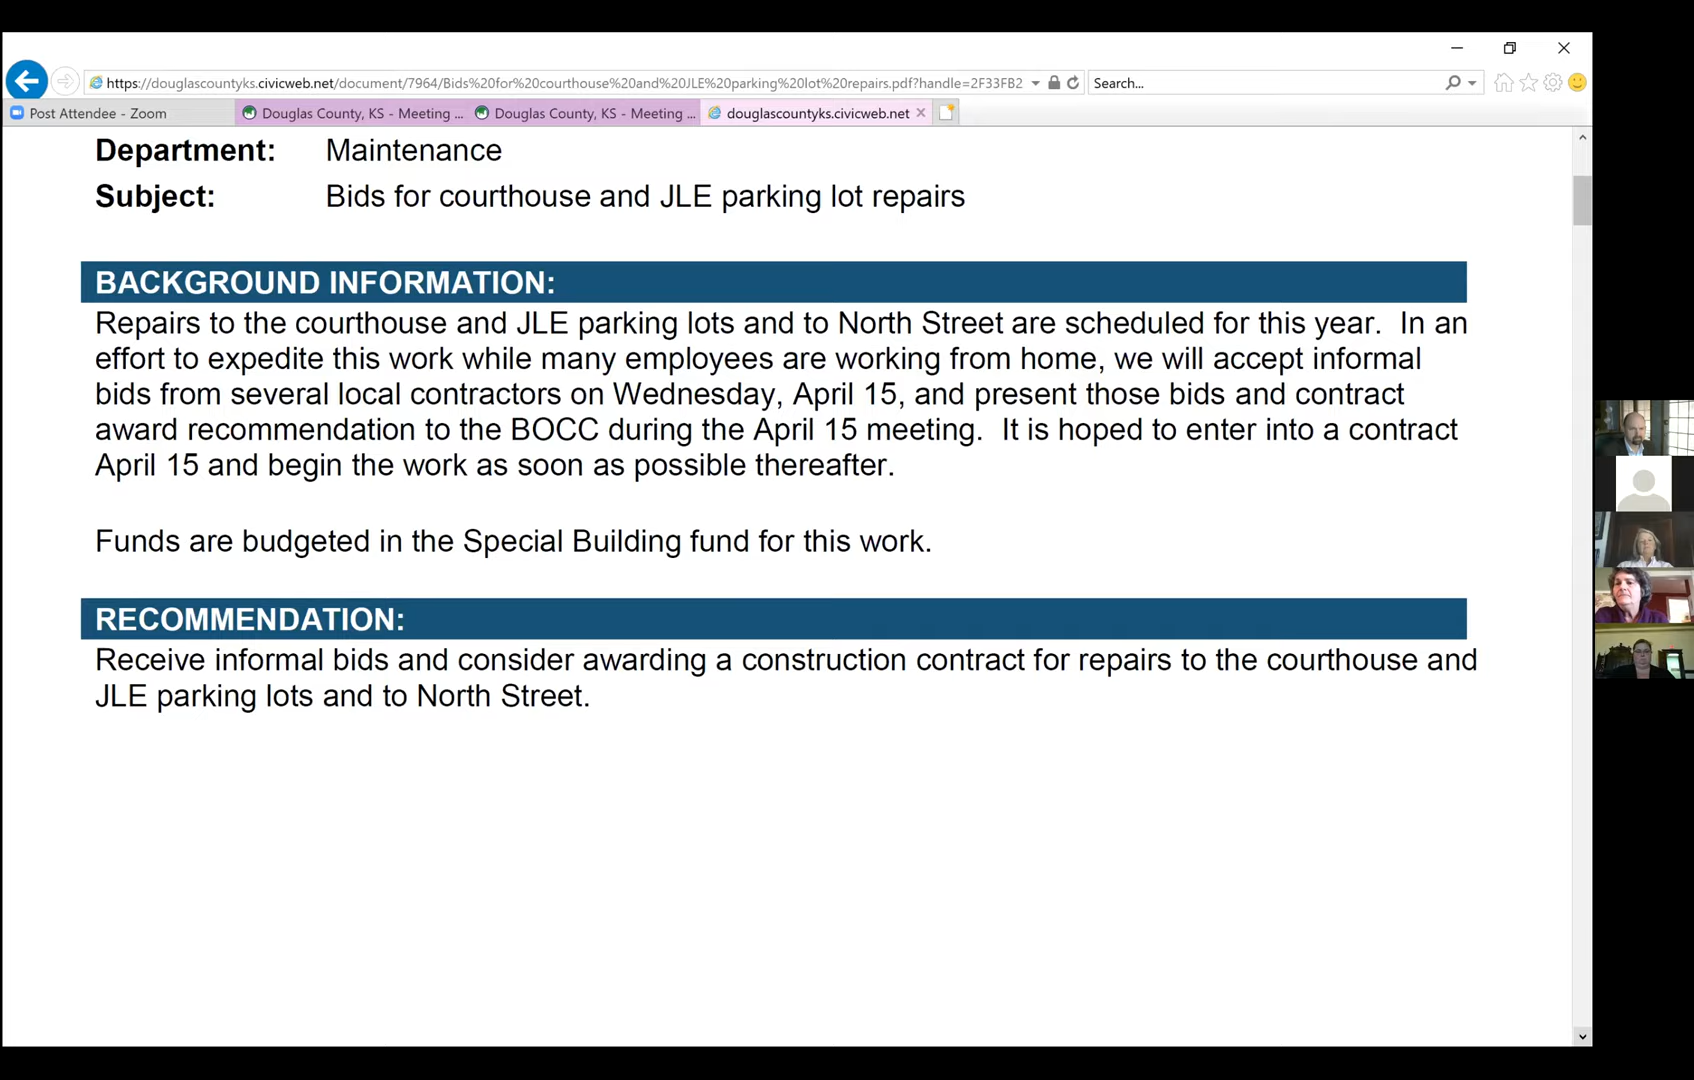 https://douglascountyks.civicweb.net/document/7964/Bids%20for%20courthouse%20and%20JLE%20parking%20lot%20repairs.pdf?handle=2F33FB2
Search...
Post Attendee - Zoom
Douglas County, KS - Meeting ...
Douglas County, KS - Meeting ...
douglascountyks.civicweb.net
Department: Maintenance
Subject: Bids for courthouse and JLE parking lot repairs
BACKGROUND INFORMATION:
Repairs to the courthouse and JLE parking lots and to North Street are scheduled for this year. In an
effort to expedite this work while many employees are working from home, we will accept informal
bids from several local contractors on Wednesday, April 15, and present those bids and contract
award recommendation to the BOCC during the April 15 meeting. It is hoped to enter into a contract
April 15 and begin the work as soon as possible thereafter.
Funds are budgeted in the Special Building fund for this work.
RECOMMENDATION:
Receive informal bids and consider awarding a construction contract for repairs to the courthouse and
JLE parking lots and to North Street.